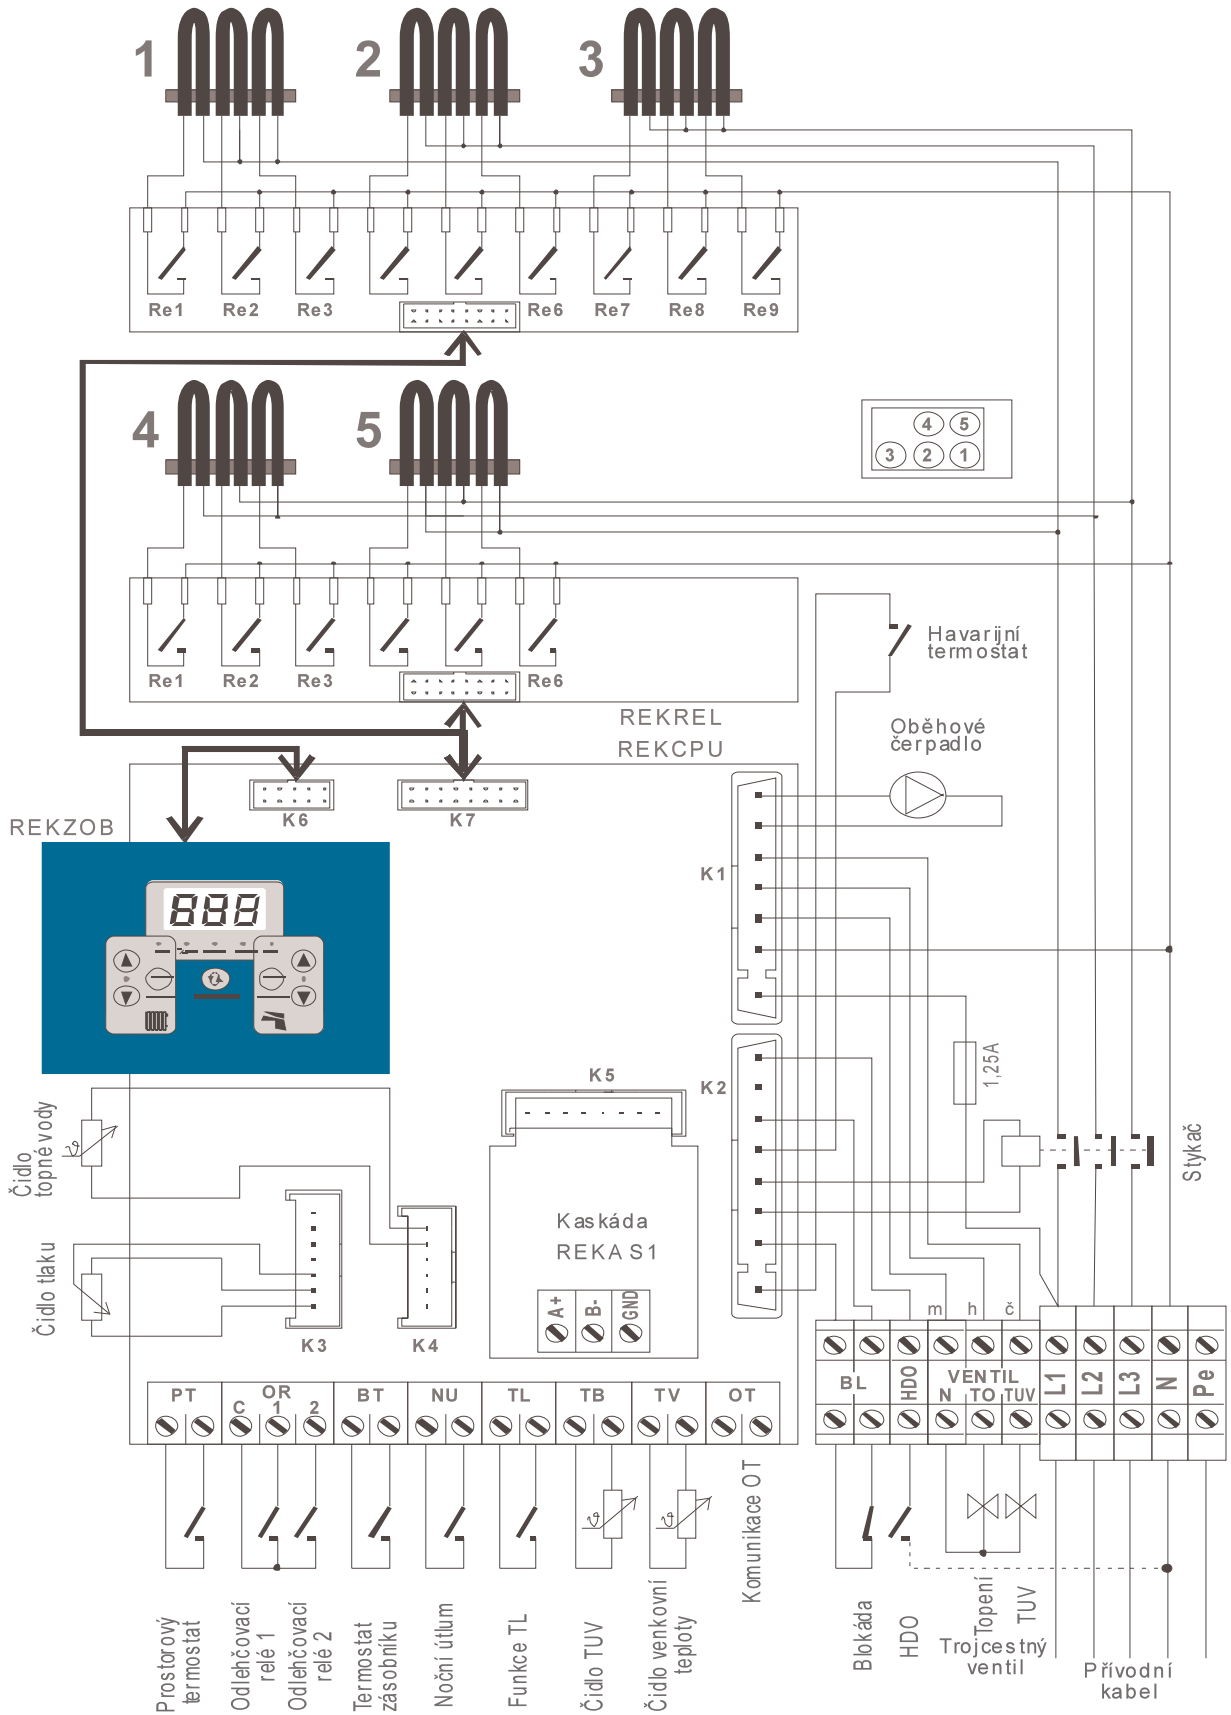 1 2 3
Re1 Re2 Re3 Re6 Re7 Re8 Re9
4 5
4 5
3 2 1
Re1 Re2 Re3 Re6
Havarijní
termostat
REKREL
REKCPU
Oběhové
čerpadlo
K6 K7
REKZOB
K1
888
1,25A
K5
K2
Čidlo
topné vody
Stykač
Kaskáda
REKA S1
Čidlo tlaku
A+ B- GND
K3 K4
m h č
BL HDO VENTIL L1 L2 L3 N Pe
N TO TUV
PT OR BT NU TL TB TV OT
C 1 2
Prostorový
termostat
Odlehčovací
relé 1
Odlehčovací
relé 2
Termostat
zásobníku
Noční útlum
Funkce TL
Čidlo TUV
Čidlo venkovní
teploty
Komunikace OT
Blokáda
HDO
Topení
TUV
Trojcestný
ventil
Přívodní
kabel